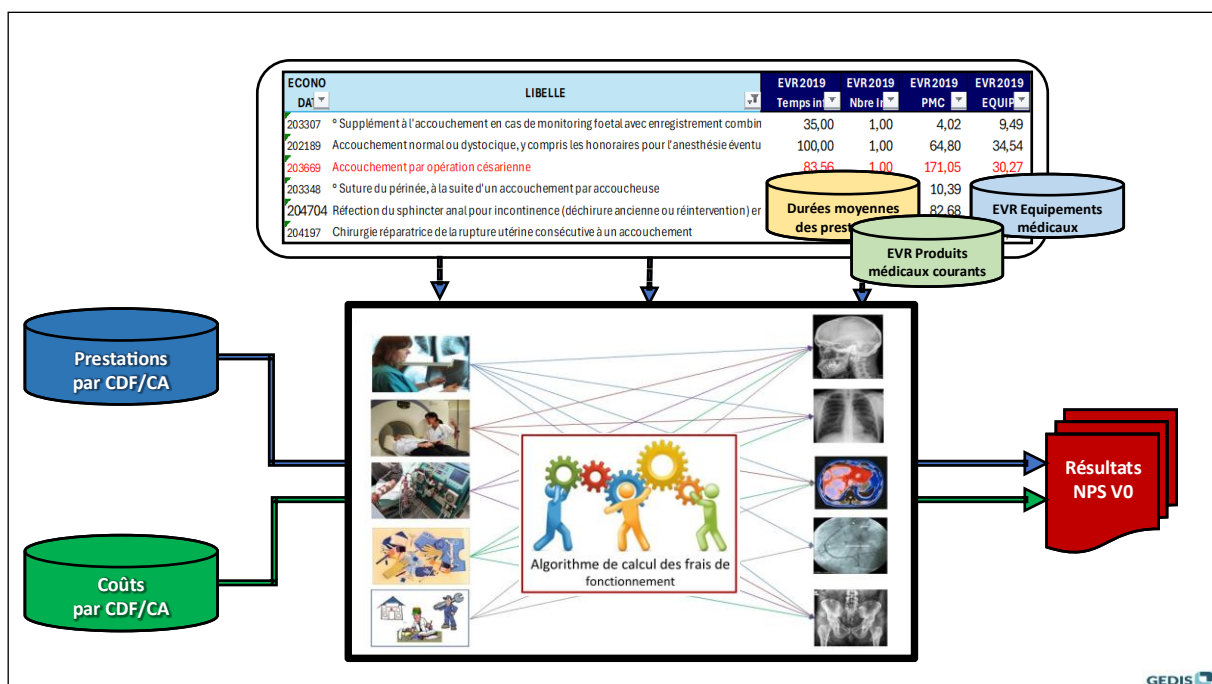 ECONO DAT LIBELLE EVR2019 Temps inf EVR2019 Nbre In EVR2019 PMC EVR2019 EQUIP
203307 º Supplément à l'accouchement en cas de monitoring foetal avec enregistrement combin 35,00 1,00 4,02 9,49
202189 Accouchement normal ou dystocique, y compris les honoraires pour l'anesthésie éventu 100,00 1,00 64,80 34,54
203669 Accouchement par opération césarienne 83,56 1,00 171,05 30,27
203348 º Suture du périnée, à la suite d'un accouchement par accoucheuse 10,39
204704 Réfection du sphincter anal pour incontinence (déchirure ancienne ou réintervention) er 82,68
204197 Chirurgie réparatrice de la rupture utérine consécutive à un accouchement
Durées moyennes
des prest
EVR Equipements
médicaux
EVR Produits
médicaux courants
Prestations
par CDF/CA
Coûts
par CDF/CA
Algorithme de calcul des frais de
fonctionnement
Résultats
NPS V0
GEDIS